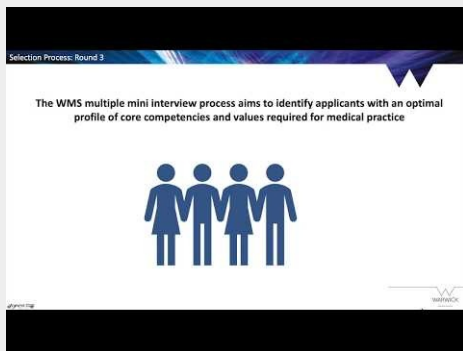 Selection Process: Round 3
The WMS multiple mini interview process aims to identify applicants with an optimal
profile of core competencies and values required for medical practice
WARWICK